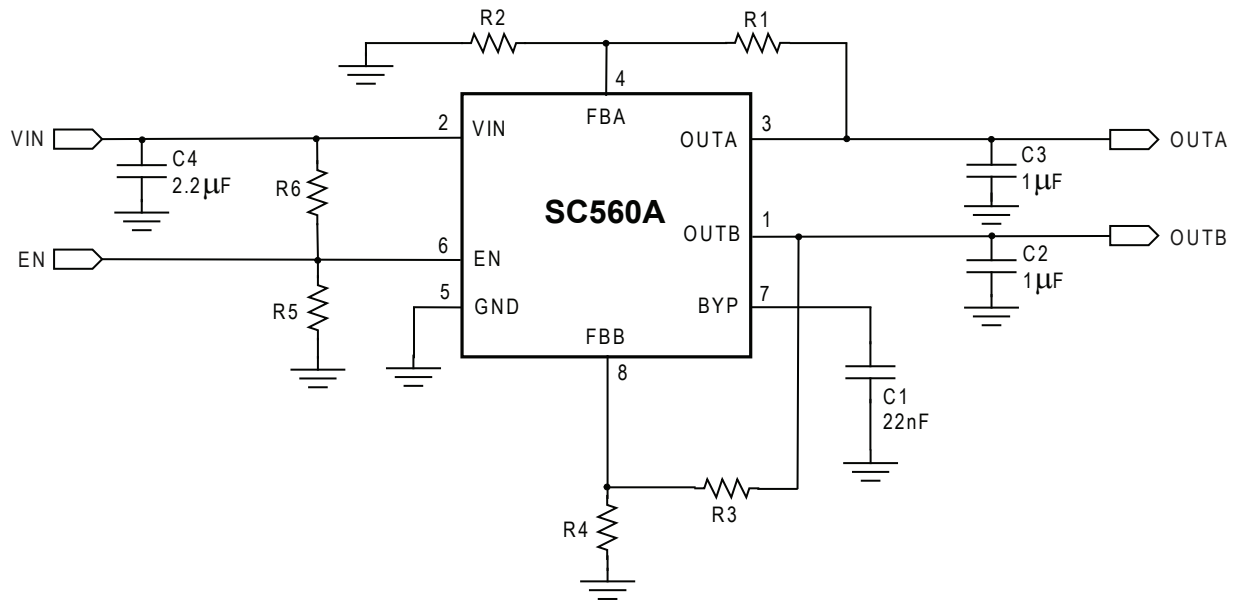 R2
R1
4
FBA
VIN
2
VIN
C4
2.2μF
R6
3
OUTA
OUTA
C3
1μF
SC560A
1
OUTB
OUTB
C2
1μF
EN
6
EN
R5
5
GND
7
BYP
FBB
8
C1
22nF
R3
R4